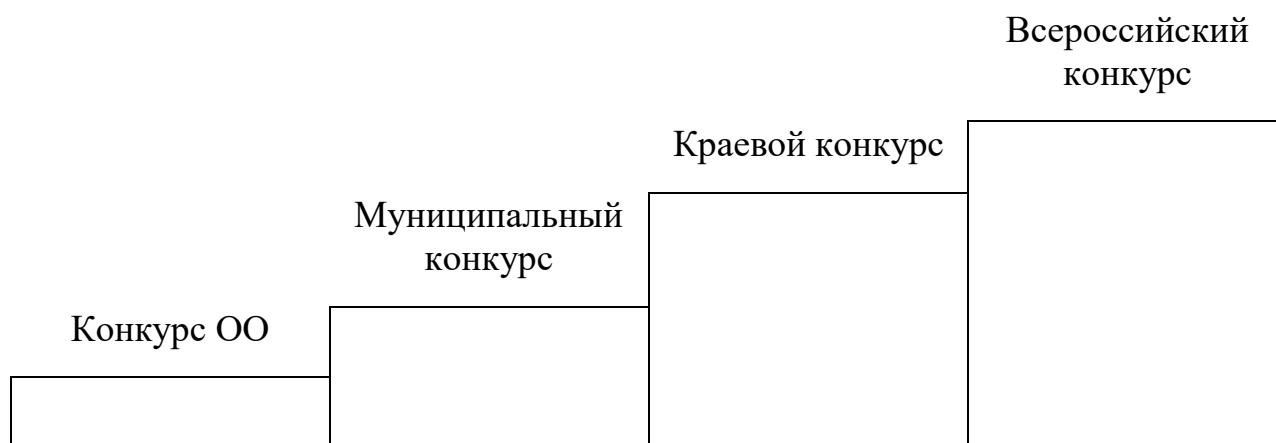 Всероссийский
конкурс
Краевой конкурс
Муниципальный
конкурс
Конкурс ОО